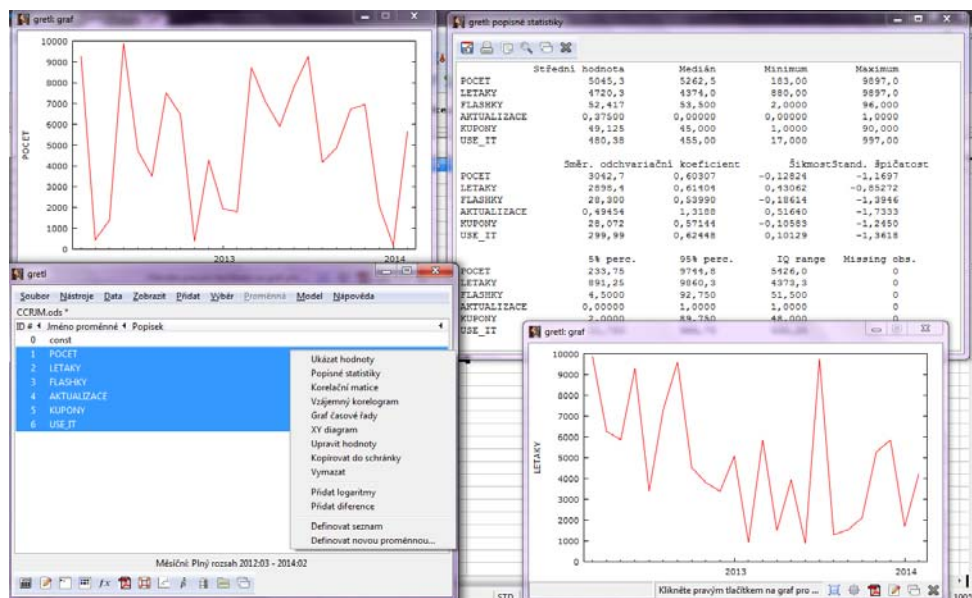 gretl: graf
10000
9000
8000
7000
6000
5000
4000
3000
2000
1000
0
POCET
2013
2014
gretl: popisné statistiky
Střední hodnota Medián Minimum Maximum
POCET 5045,3 5262,5 183,00 9897,0
LETAKY 4720,3 4374,0 880,00 9897,0
FLASHKY 52,417 53,500 2,0000 96,000
AKTUALIZACE 0,37500 0,00000 0,00000 1,0000
KUPONY 49,125 45,000 1,0000 90,000
USE_IT 480,38 455,00 17,000 997,00
Směr. odchvariační koeficient ŠikmostStand. špičatost
POCET 3042,7 0,60307 -0,12824 -1,1697
LETAKY 2898,4 0,61404 0,43062 -0,85272
FLASHKY 28,300 0,53990 -0,18614 -1,3946
AKTUALIZACE 0,49454 1,3188 0,51640 -1,7333
KUPONY 28,072 0,57144 -0,10583 -1,2450
USE_IT 299,99 0,62448 0,10129 -1,3618
5% perc. 95% perc. IQ range Missing obs.
POCET 233,75 9744,8 5426,0 0
LETAKY 891,25 9860,3 4373,3 0
FLASHKY 4,5000 92,750 51,500 0
AKTUALIZACE 0,00000 1,0000 1,0000 0
KUPONY 2,0000 89,750 48,000 0
USE_IT
gretl
Soubor Nástroje Data Zobrazit Přidat Výběr Proměnná Model Nápověda
CCRJM.ods *
ID # Jméno proměnné Popisek
0 const
1 POCET
2 LETAKY
3 FLASHKY
4 AKTUALIZACE
5 KUPONY
6 USE_IT
Ukázat hodnoty
Popisné statistiky
Korelační matice
Vzájemný korelogram
Graf časové řady
XY diagram
Upravit hodnoty
Kopírovat do schránky
Vymazat
Přidat logaritmy
Přidat diference
Definovat seznam
Definovat novou proměnnou...
Měsíční: Plný rozsah 2012:03 - 2014:02
gretl: graf
10000
9000
8000
7000
6000
5000
4000
3000
2000
1000
0
LETAKY
2013
2014
Klikněte pravým tlačítkem na graf pro ...
STD